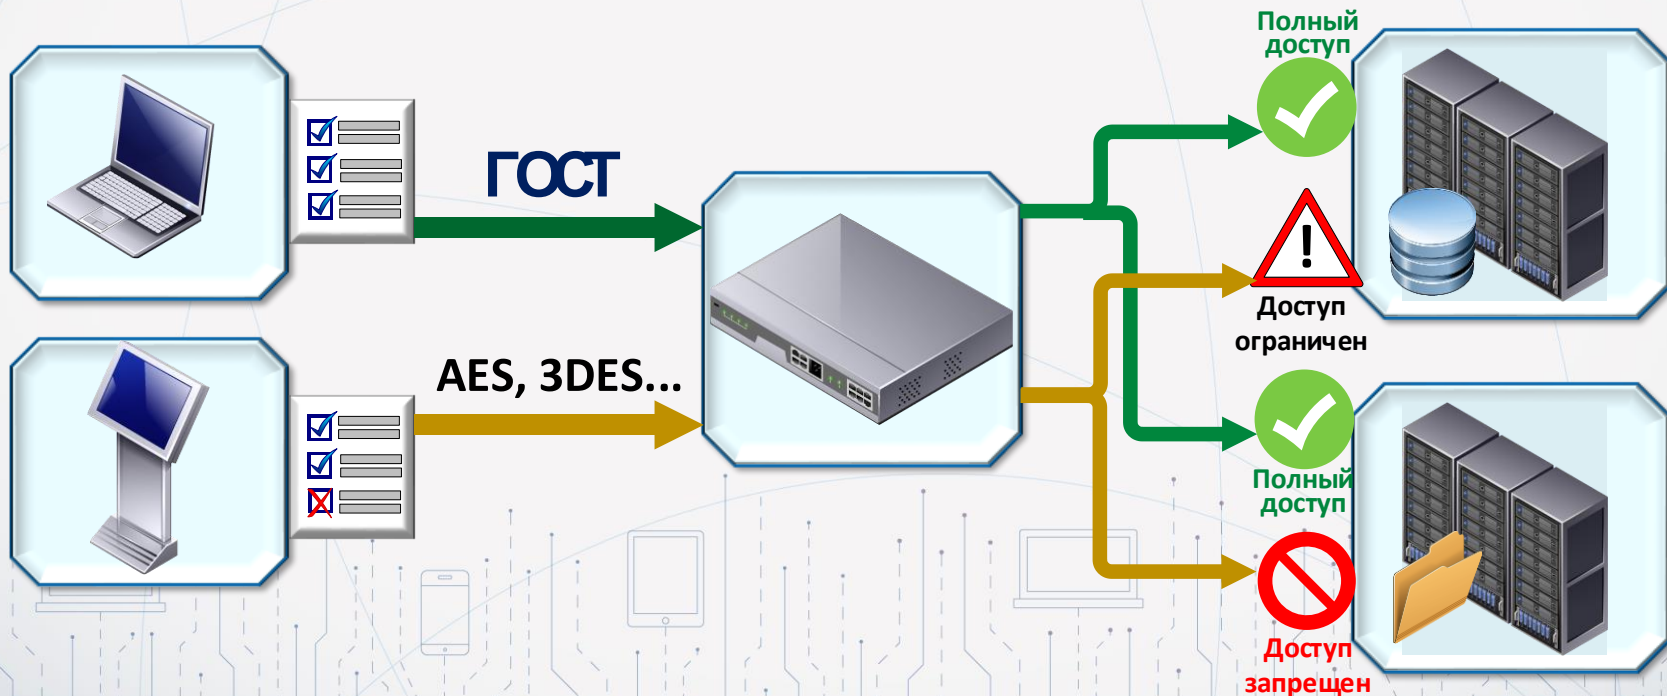 Полный
доступ
ГОСТ
!
Доступ
ограничен
AES, 3DES...
Полный
доступ
Доступ
запрещен